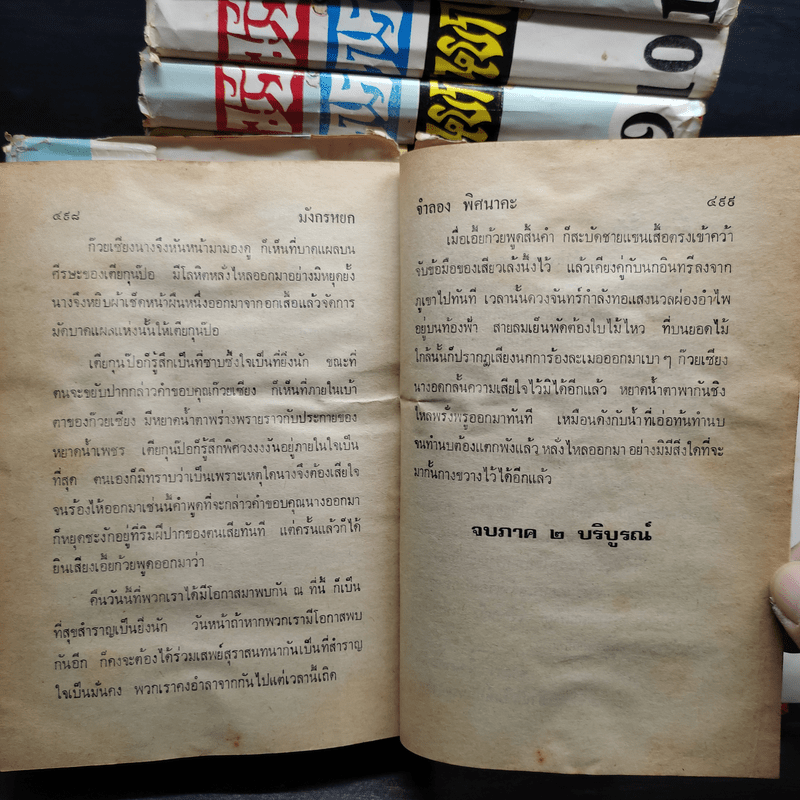 ๑๐
๙
๔๙๘ มังกรหยก
ก๊วยเซียงนางจึงหันหน้ามามองดู ก็เห็นที่บาดแผลบน
ศีรษะของเตียกุนป้อ มีโลหิตหลั่งไหลออกมาอย่างมิหยุดยั้ง
นางจึงหยิบผ้าเช็ดหน้าผืนหนึ่งออกมาจากอกเสื้อแล้วจัดการ
มัดบาดแผลแห่งนั้นให้เตียกุนป้อ
เตียกุนป้อก็รู้สึกเป็นที่ซาบซึ้งใจเป็นที่ยิ่งนัก ขณะที่
ตนจะขยับปากกล่าวคำขอบคุณก๊วยเซียง ก็เห็นที่ภายในเบ้า
ตาของก๊วยเซียง มีหยาดน้ำตาพร่างพรายราวกับประกายของ
หยาดน้ำเพชร เตียกุนป้อก็รู้สึกพิศวงงงงันอยู่ภายในใจเป็น
ที่สุด ตนเองก็มิทราบว่าเป็นเพราะเหตุใดนางจึงต้องเสียใจ
จนร้องไห้ออกมาเช่นนี้คำพูดที่จะกล่าวคำขอบคุณนางออกมา
ก็หยุดชะงักอยู่ที่ริมฝีปากของตนเสียทันที แต่ครั้นแล้วก็ได้
ยินเสียงเอี้ยก้วยพูดออกมาว่า
คืนวันนี้ที่พวกเราได้มีโอกาสมาพบกัน ณ ที่นี้ ก็เป็น
ที่สุขสำราญเป็นยิ่งนัก วันหน้าถ้าหากพวกเรามีโอกาสพบ
กันอีก ก็คงจะต้องได้ร่วมเสพย์สุราสนทนากันเป็นที่สำราญ
ใจเป็นมั่นคง พวกเราคงอำลาจากกันไปแต่เวลานี้เถิด
จำลอง พิศนาคะ ๔๙๙
เมื่อเอี้ยก้วยพูดสิ้นคำ ก็สะบัดชายแขนเสื้อตรงเข้าคว้า
จับข้อมือของเสียวเล้งนึ่งไว้ แล้วเคียงคู่กับนกอินทรีลงจาก
ภูเขาไปทันที เวลานั้นดวงจันทร์กำลังทอแสงนวลผ่องอำไพ
อยู่บนท้องฟ้า สายลมเย็นพัดต้องใบไม้ไหว ที่บนยอดไม้
ใกล้นั้นก็ปรากฏเสียงนกการ้องละเมอออกมาเบา ๆ ก๊วยเซียง
นางอดกลั้นความเสียใจไว้มิได้อีกแล้ว หยาดน้ำตาพากันชิง
ไหลพรั่งพรูออกมาทันที เหมือนดังกับน้ำที่เอ่อท้นทำนบ
จนทำนบต้องแตกพังแล้ว หลั่งไหลออกมา อย่างมิมีสิ่งใดที่จะ
มากั้นกางขวางไว้ได้อีกแล้ว
จบภาค ๒ บริบูรณ์